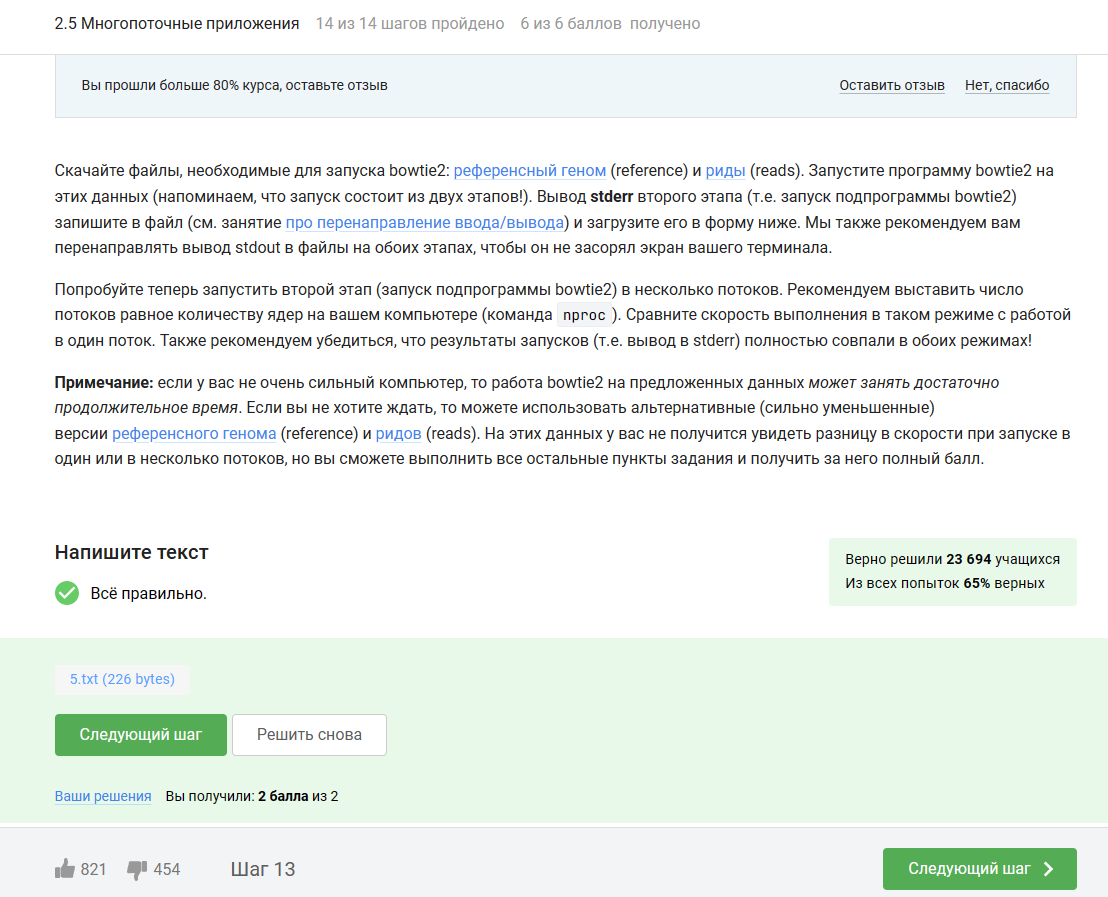 2.5 Многопоточные приложения 14 из 14 шагов пройдено 6 из 6 баллов получено
Вы прошли больше 80% курса, оставьте отзыв Оставить отзыв Нет, спасибо
Скачайте файлы, необходимые для запуска bowtie2: референсный геном (reference) и риды (reads). Запустите программу bowtie2 на
этих данных (напоминаем, что запуск состоит из двух этапов!). Вывод stderr второго этапа (т.е. запуск подпрограммы bowtie2)
запишите в файл (см. занятие про перенаправление ввода/вывода) и загрузите его в форму ниже. Мы также рекомендуем вам
перенаправлять вывод stdout в файлы на обоих этапах, чтобы он не засорял экран вашего терминала.
Попробуйте теперь запустить второй этап (запуск подпрограммы bowtie2) в несколько потоков. Рекомендуем выставить число
потоков равное количеству ядер на вашем компьютере (команда nproc ). Сравните скорость выполнения в таком режиме с работой
в один поток. Также рекомендуем убедиться, что результаты запусков (т.е. вывод в stderr) полностью совпали в обоих режимах!
Примечание: если у вас не очень сильный компьютер, то работа bowtie2 на предложенных данных может занять достаточно
продолжительное время. Если вы не хотите ждать, то можете использовать альтернативные (сильно уменьшенные)
версии референсного генома (reference) и ридов (reads). На этих данных у вас не получится увидеть разницу в скорости при запуске в
один или в несколько потоков, но вы сможете выполнить все остальные пункты задания и получить за него полный балл.
Напишите текст
Верно решили 23 694 учащихся
Из всех попыток 65% верных
Всё правильно.
5.txt (226 bytes)
Следующий шаг Решить снова
Ваши решения Вы получили: 2 балла из 2
821 454 Шаг 13 Следующий шаг